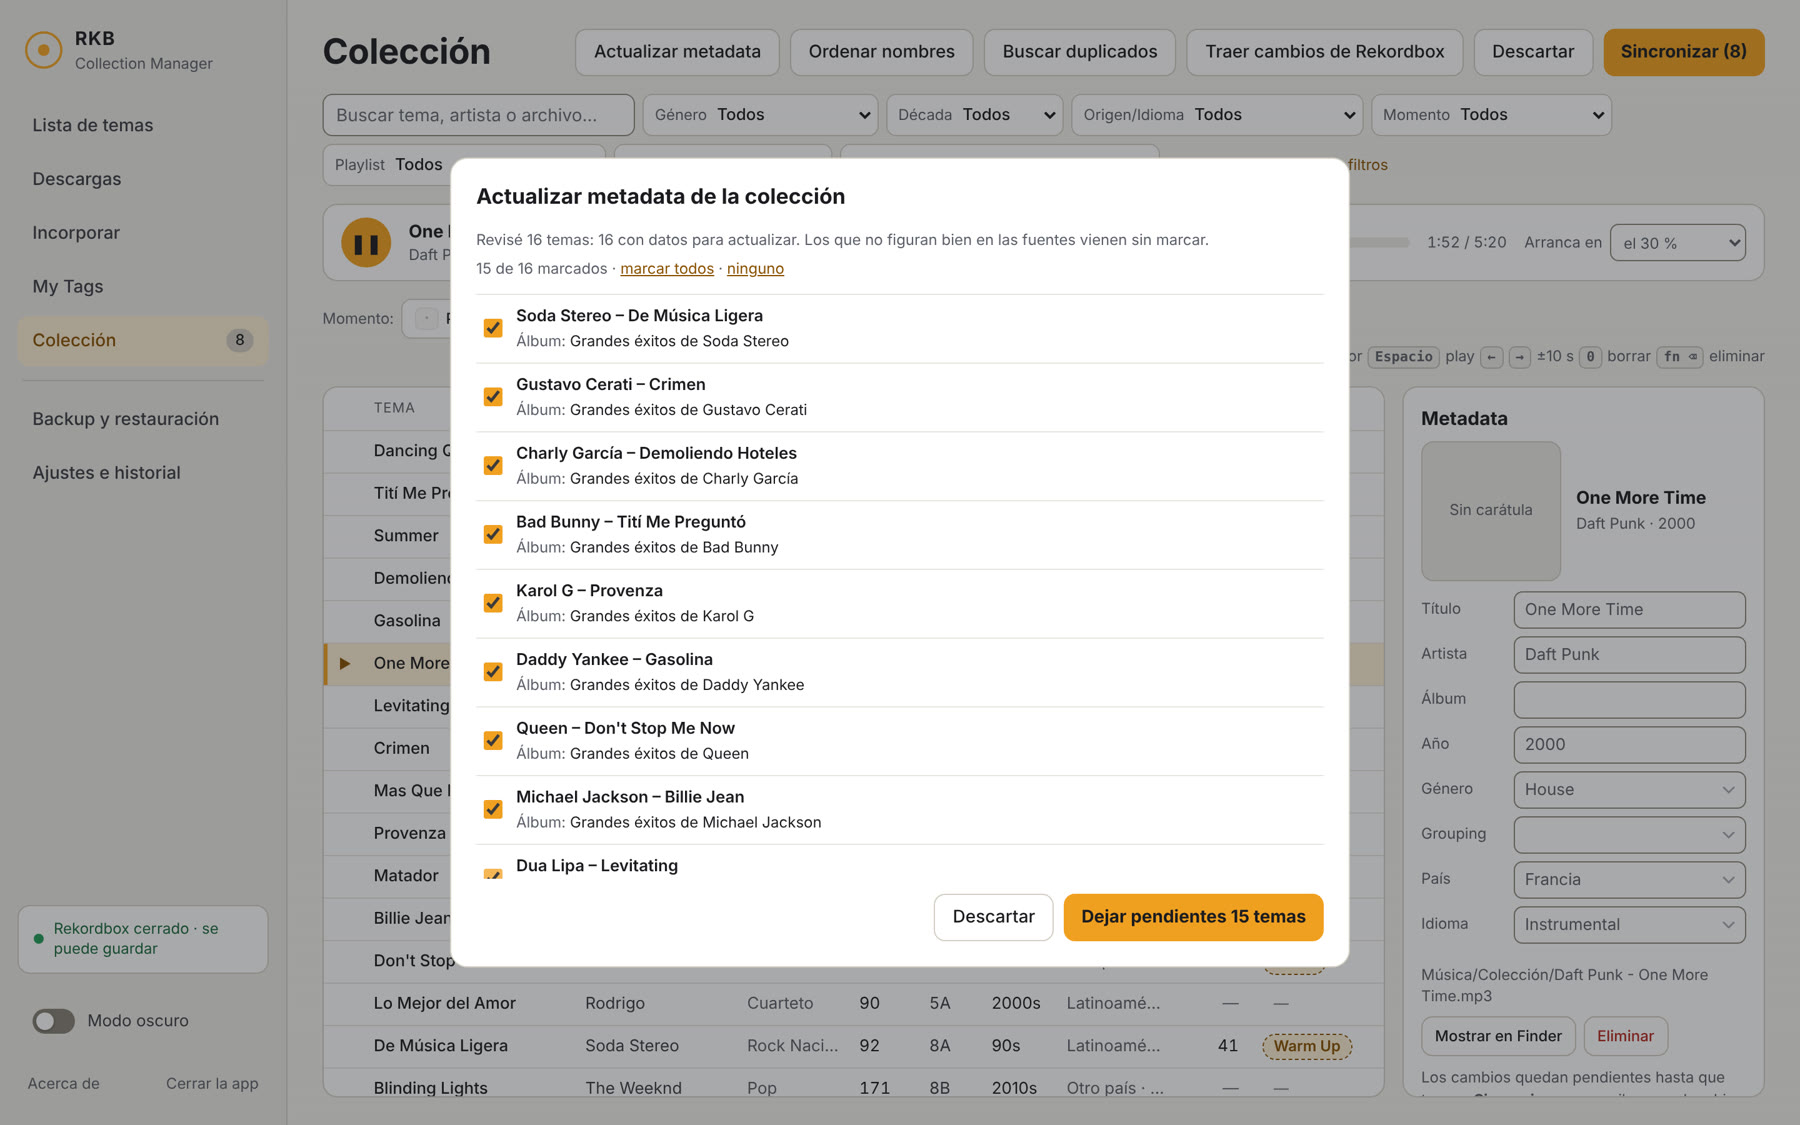 RKB
Collection Manager
Lista de temas
Descargas
Incorporar
My Tags
Colección 8
Backup y restauración
Ajustes e historial
Rekordbox cerrado · se
puede guardar
Modo oscuro
Acerca de Cerrar la app
Colección
Actualizar metadata Ordenar nombres Buscar duplicados Traer cambios de Rekordbox Descartar Sincronizar (8)
Buscar tema, artista o archivo... Género Todos Década Todos Origen/Idioma Todos Momento Todos
Playlist Todos filtros
One
Daft P
1:52 / 5:20 Arranca en el 30 %
Momento:
or Espacio play ← → ±10 s 0 borrar fn ⌫ eliminar
Actualizar metadata de la colección
Revisé 16 temas: 16 con datos para actualizar. Los que no figuran bien en las fuentes vienen sin marcar.
15 de 16 marcados · marcar todos · ninguno
Soda Stereo – De Música Ligera
Álbum: Grandes éxitos de Soda Stereo
Gustavo Cerati – Crimen
Álbum: Grandes éxitos de Gustavo Cerati
Charly García – Demoliendo Hoteles
Álbum: Grandes éxitos de Charly García
Bad Bunny – Tití Me Preguntó
Álbum: Grandes éxitos de Bad Bunny
Karol G – Provenza
Álbum: Grandes éxitos de Karol G
Daddy Yankee – Gasolina
Álbum: Grandes éxitos de Daddy Yankee
Queen – Don't Stop Me Now
Álbum: Grandes éxitos de Queen
Michael Jackson – Billie Jean
Álbum: Grandes éxitos de Michael Jackson
Dua Lipa – Levitating
Descartar Dejar pendientes 15 temas
TEMA
Dancing Q
Tití Me Pr
Summer
Demolien
Gasolina
One More
Levitating
Crimen
Mas Que
Provenza
Matador
Billie Jean
Don't Stop
Lo Mejor del Amor Rodrigo Cuarteto 90 5A 2000s Latinoamé... — —
De Música Ligera Soda Stereo Rock Naci... 92 8A 90s Latinoamé... 41 Warm Up
Blinding Lights The Weeknd Pop 171 8B 2010s Otro país · ... — —
Metadata
Sin carátula
One More Time
Daft Punk · 2000
Título One More Time
Artista Daft Punk
Álbum
Año 2000
Género House
Grouping
País Francia
Idioma Instrumental
Música/Colección/Daft Punk - One More
Time.mp3
Mostrar en Finder Eliminar
Los cambios quedan pendientes hasta que